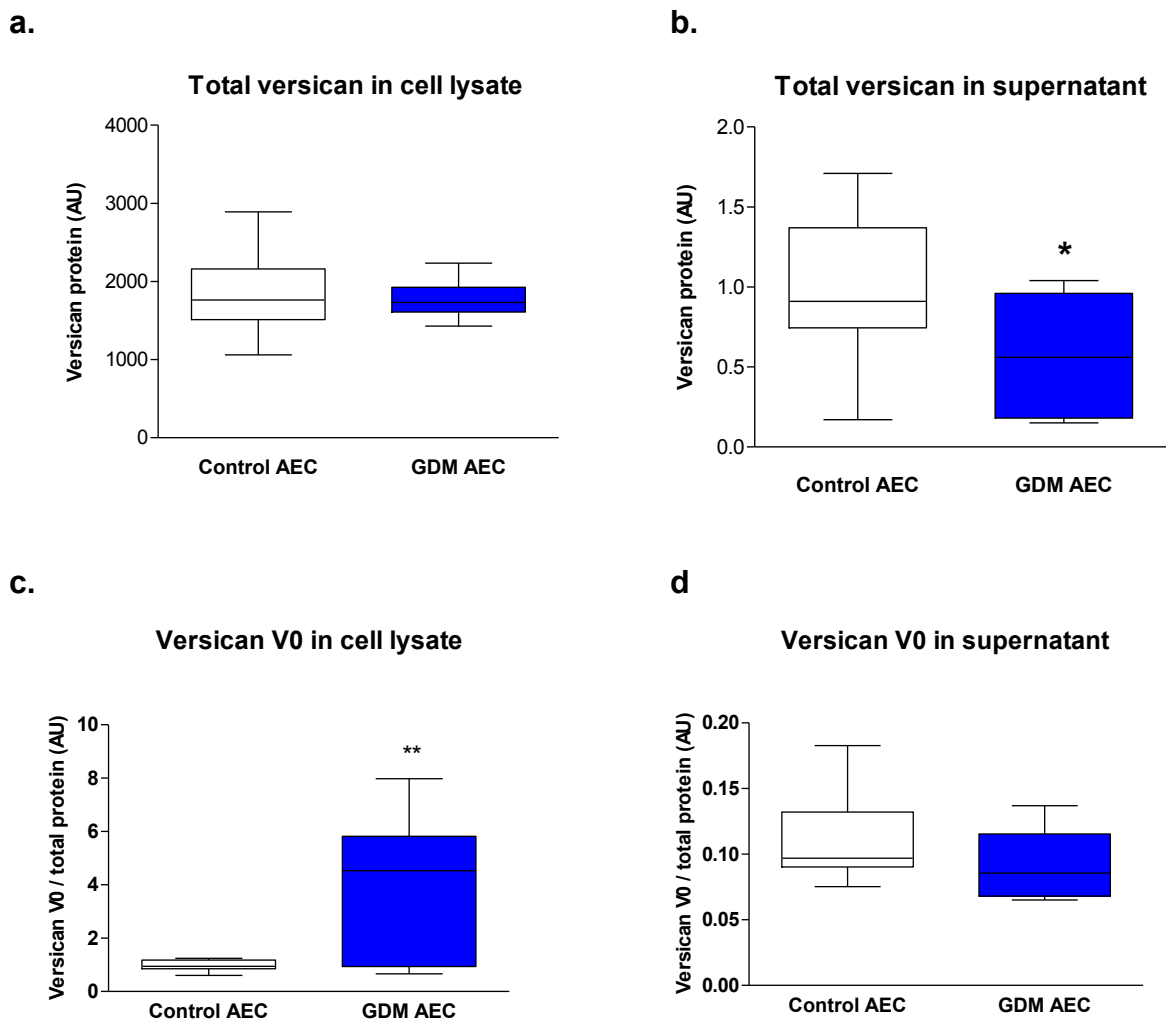 a.
Total versican in cell lysate
Versican protein (AU)
4000
3000
2000
1000
0
Control AEC
GDM AEC
b.
Total versican in supernatant
Versican protein (AU)
2.0
1.5
1.0
0.5
0.0
*
Control AEC
GDM AEC
c.
Versican V0 in cell lysate
Versican V0 / total protein (AU)
10
8
6
4
2
0
**
Control AEC
GDM AEC
d
Versican V0 in supernatant
Versican V0 / total protein (AU)
0.20
0.15
0.10
0.05
0.00
Control AEC
GDM AEC